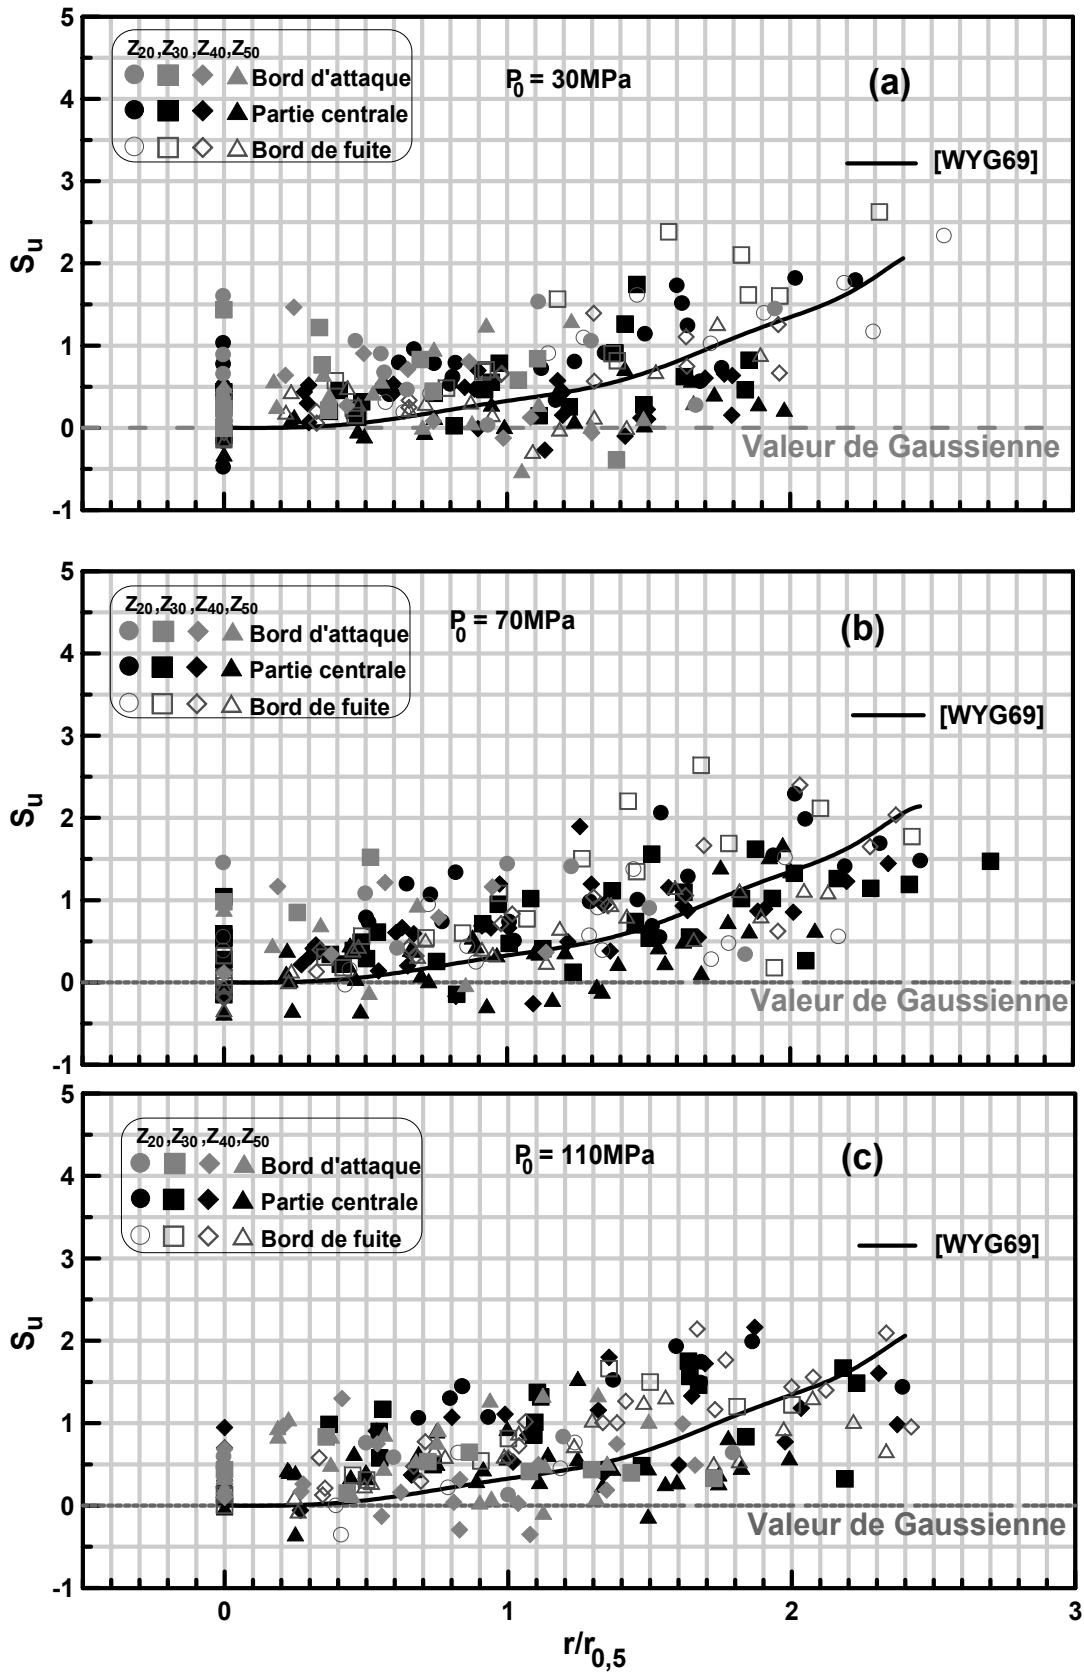 5
Z20,Z30,Z40,Z50
Bord d'attaque
P0 = 30MPa
(a)
4
Partie centrale
Bord de fuite
[WYG69]
3
2
Su
1
0
Valeur de Gaussienne
-1
5
Z20,Z30,Z40,Z50
Bord d'attaque
P0 = 70MPa
(b)
4
Partie centrale
Bord de fuite
[WYG69]
3
2
Su
1
0
Valeur de Gaussienne
-1
5
Z20,Z30,Z40,Z50
Bord d'attaque
P0 = 110MPa
(c)
4
Partie centrale
Bord de fuite
[WYG69]
3
2
Su
1
0
Valeur de Gaussienne
-1
0 1 2 3
r/r0,5